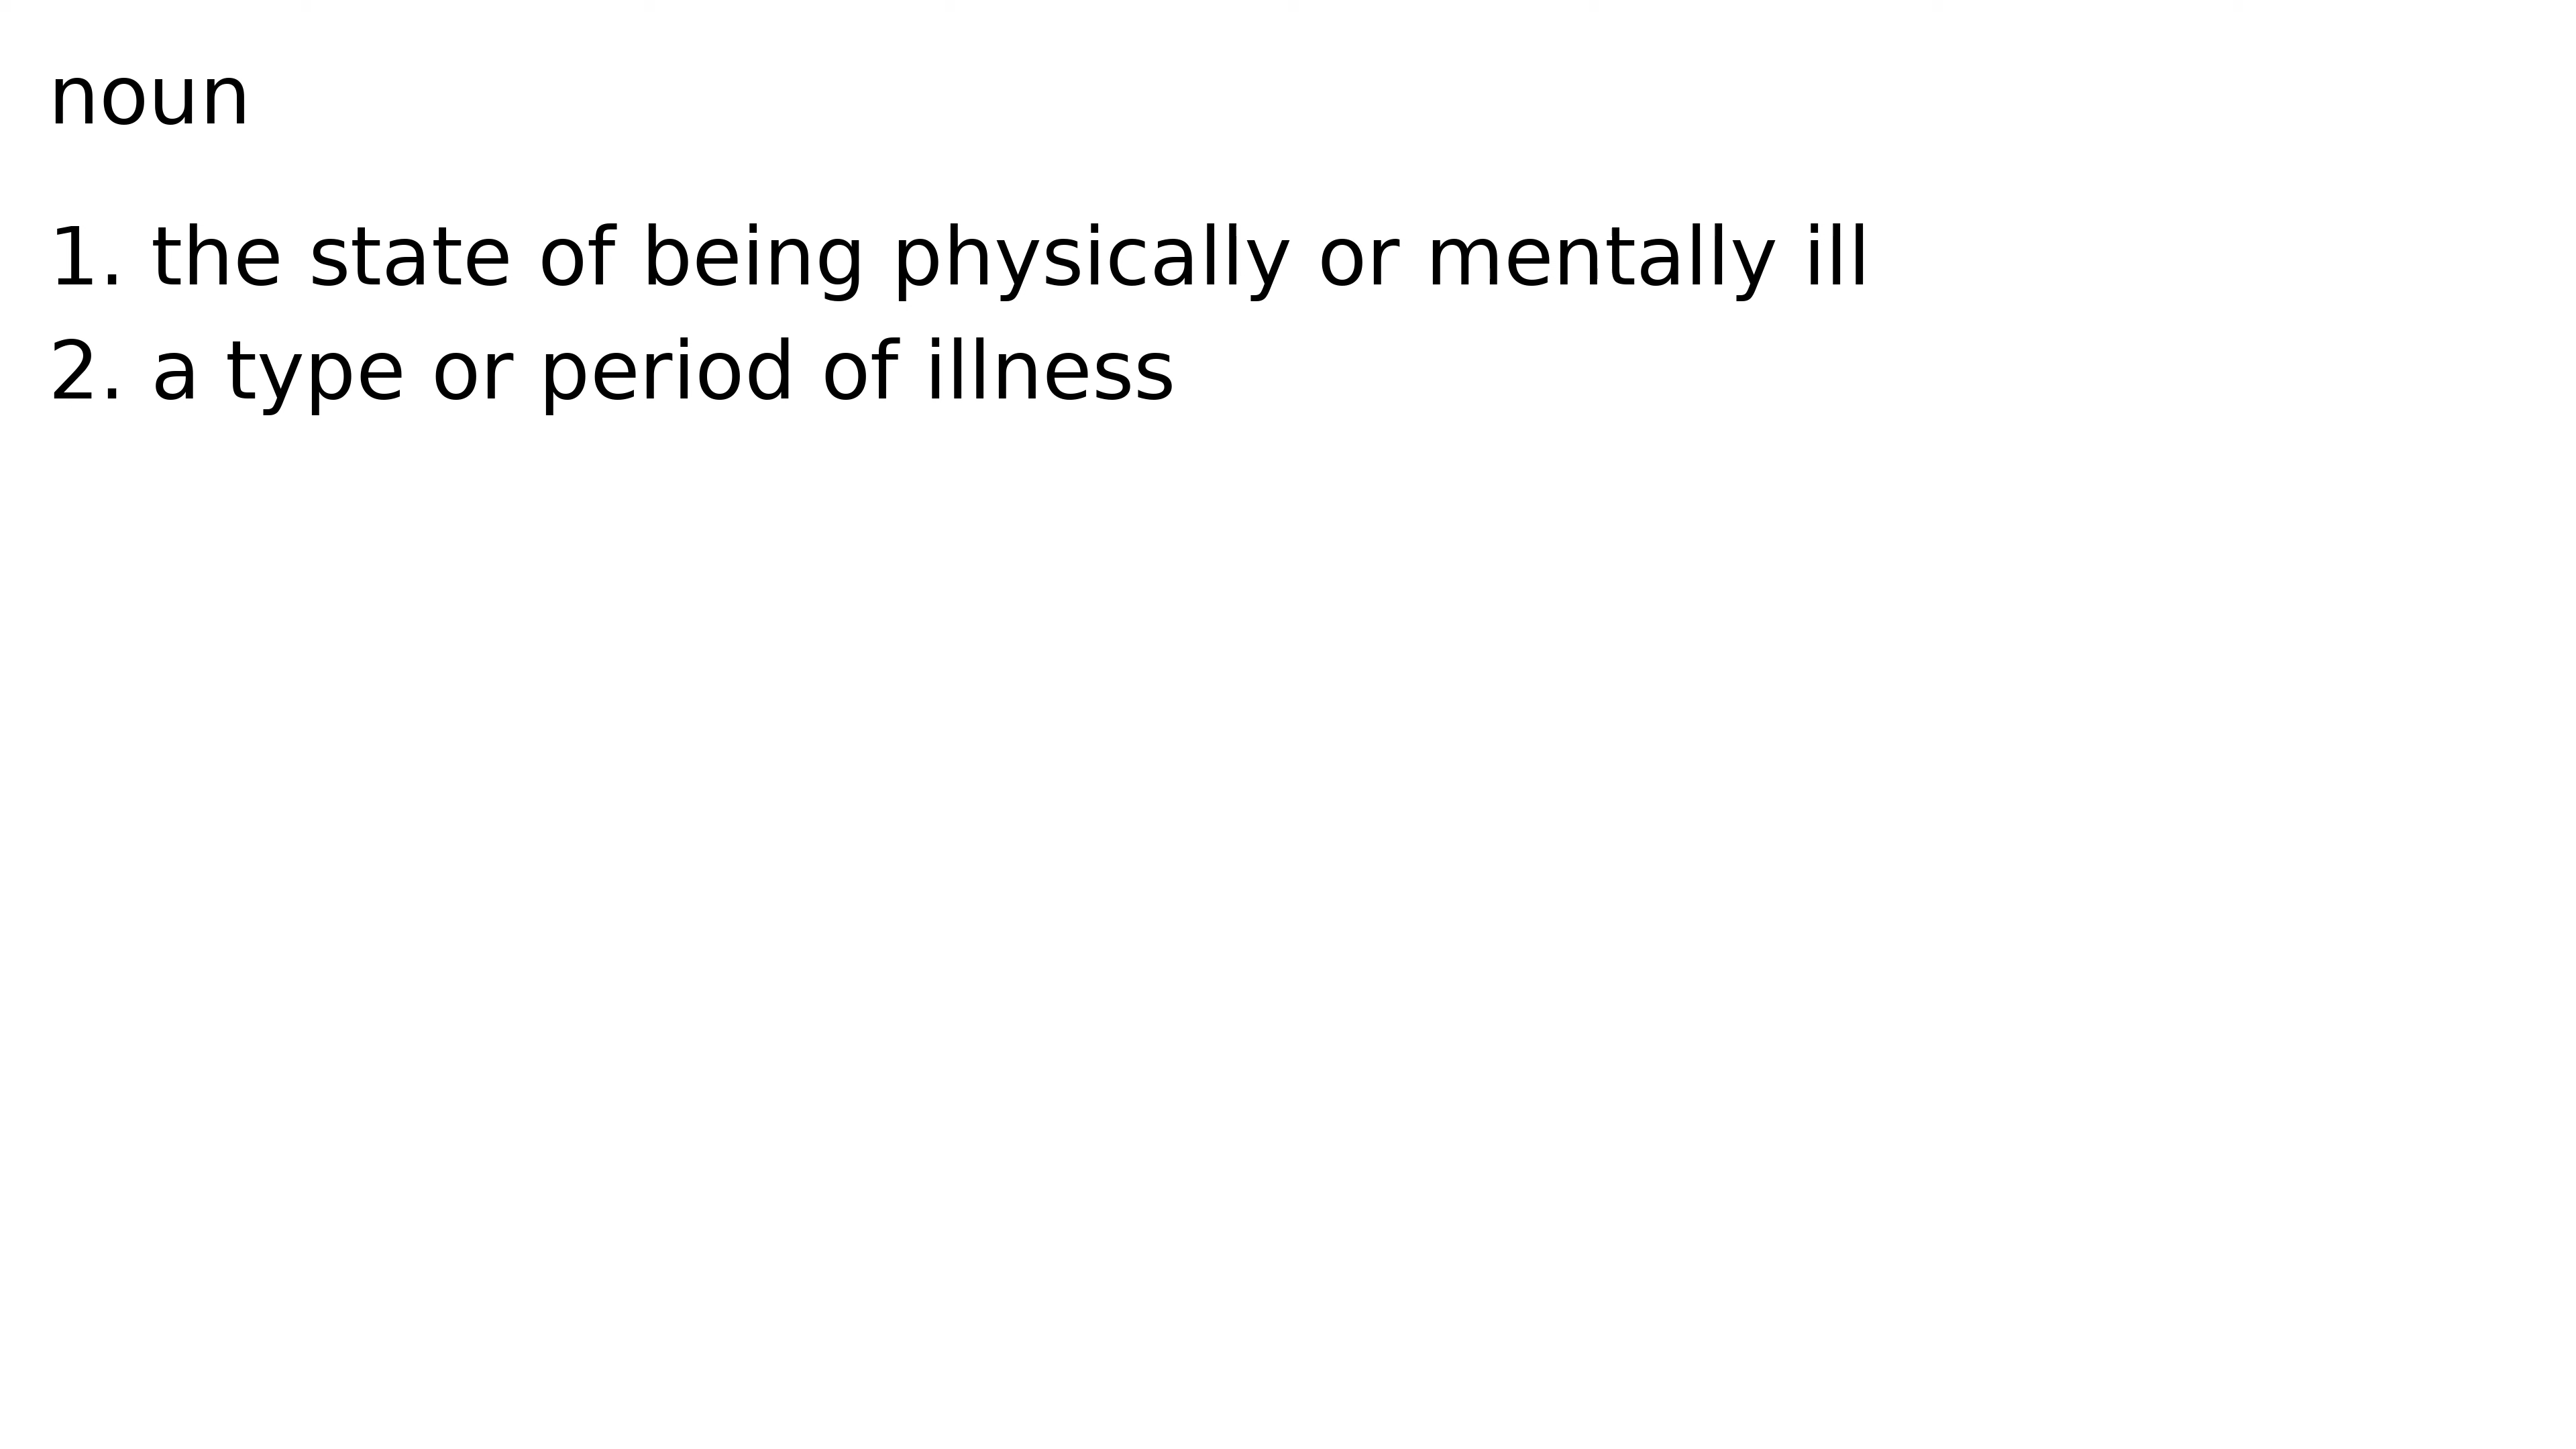 noun
1. the state of being physically or mentally ill
2. a type or period of illness